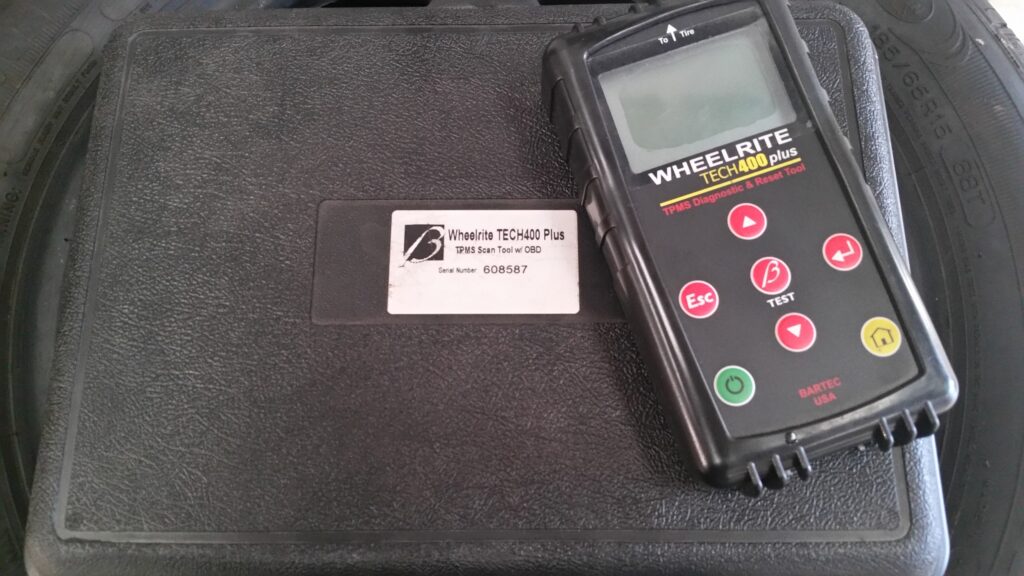 Wheelrite TECH400 Plus
TPMS Scan Tool w/ OBD
Serial Number 608587
To Tire
WHEELRITE
TECH400 plus
TPMS Diagnostic & Reset Tool
Esc
TEST
BARTEC
USA
88T